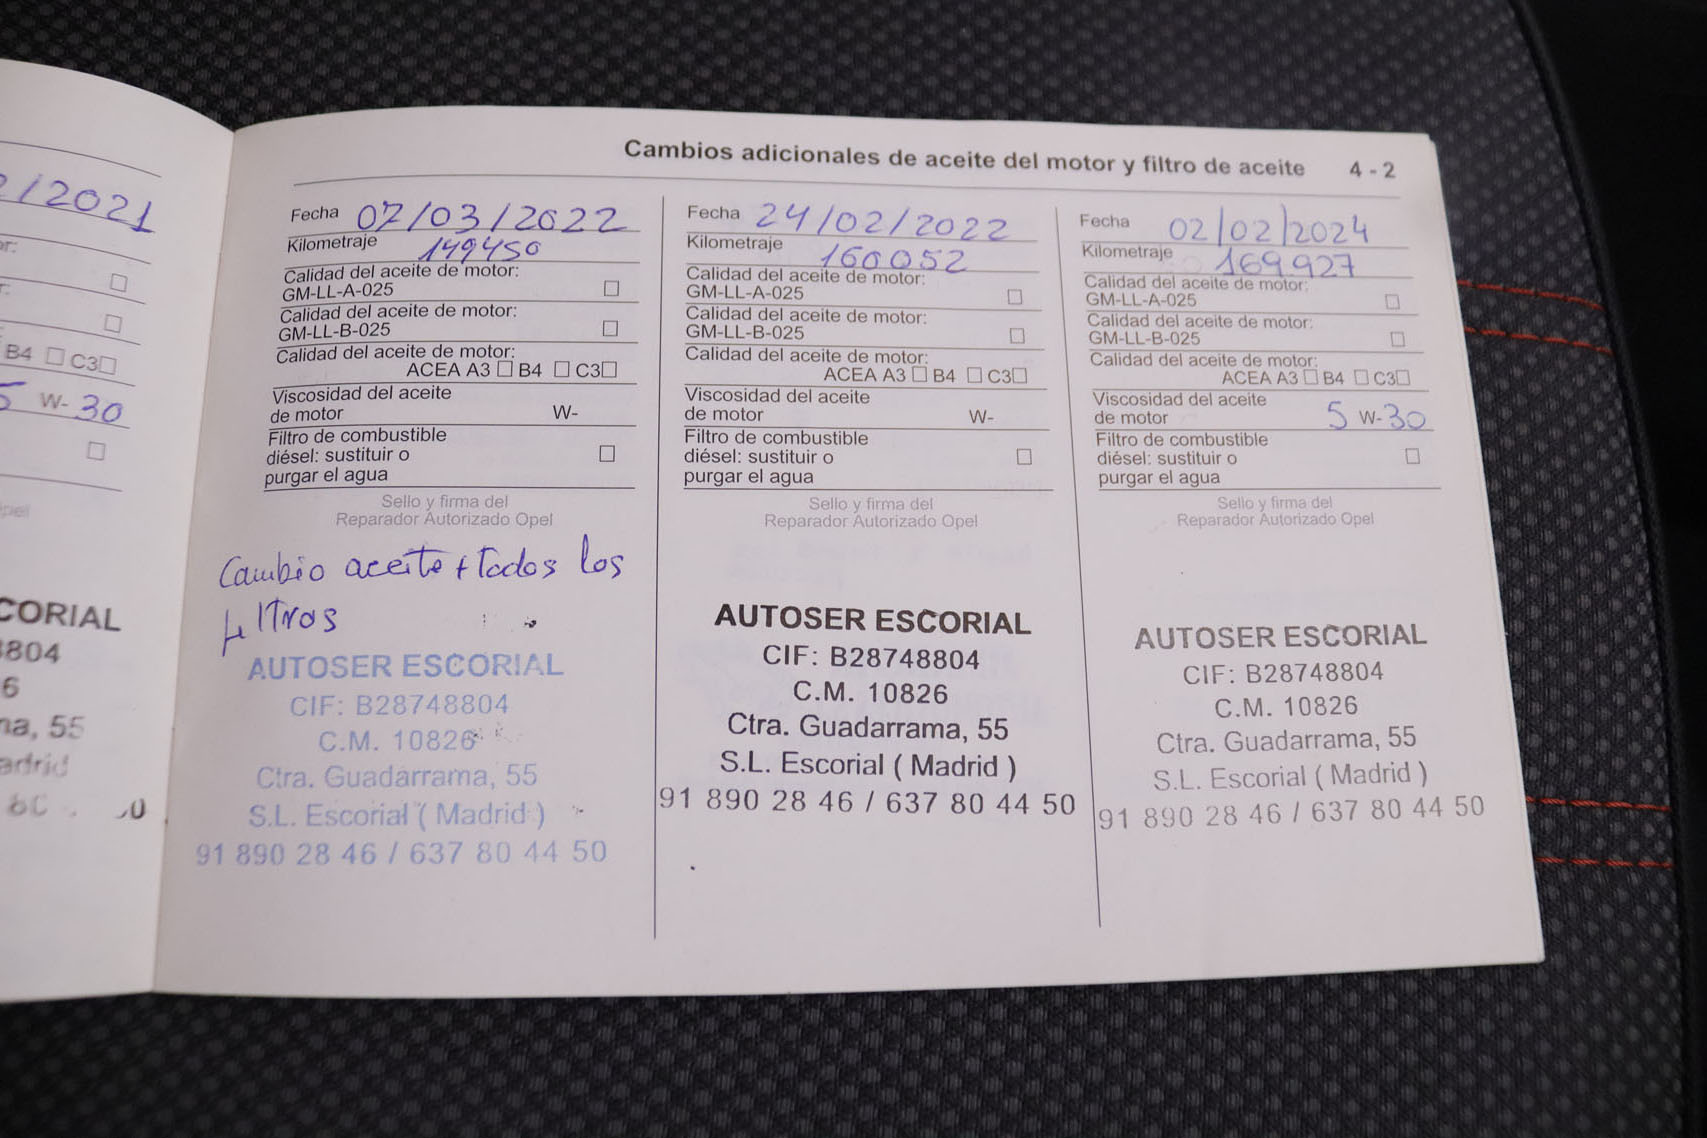 /2021
B4 ☐ C3☐
5 W- 30
CORIAL
8804
6
na, 55
adrid
Cambios adicionales de aceite del motor y filtro de aceite 4 - 2
Fecha 07/03/2022
Kilometraje 149450
Calidad del aceite de motor:
GM-LL-A-025 ☐
Calidad del aceite de motor:
GM-LL-B-025 ☐
Calidad del aceite de motor:
ACEA A3 ☐ B4 ☐ C3☐
Viscosidad del aceite
de motor W-
Filtro de combustible
diésel: sustituir o ☐
purgar el agua
Sello y firma del
Reparador Autorizado Opel
Cambio aceite + todos los
filtros
AUTOSER ESCORIAL
CIF: B28748804
C.M. 10826
Ctra. Guadarrama, 55
S.L. Escorial ( Madrid )
91 890 28 46 / 637 80 44 50
Fecha 24/02/2022
Kilometraje 160052
Calidad del aceite de motor:
GM-LL-A-025 ☐
Calidad del aceite de motor:
GM-LL-B-025 ☐
Calidad del aceite de motor:
ACEA A3 ☐ B4 ☐ C3☐
Viscosidad del aceite
de motor W-
Filtro de combustible
diésel: sustituir o ☐
purgar el agua
Sello y firma del
Reparador Autorizado Opel
AUTOSER ESCORIAL
CIF: B28748804
C.M. 10826
Ctra. Guadarrama, 55
S.L. Escorial ( Madrid )
91 890 28 46 / 637 80 44 50
Fecha 02/02/2024
Kilometraje 169.927
Calidad del aceite de motor:
GM-LL-A-025 ☐
Calidad del aceite de motor:
GM-LL-B-025 ☐
Calidad del aceite de motor:
ACEA A3 ☐ B4 ☐ C3☐
Viscosidad del aceite
de motor 5 W-30
Filtro de combustible
diésel: sustituir o ☐
purgar el agua
Sello y firma del
Reparador Autorizado Opel
AUTOSER ESCORIAL
CIF: B28748804
C.M. 10826
Ctra. Guadarrama, 55
S.L. Escorial ( Madrid )
91 890 28 46 / 637 80 44 50